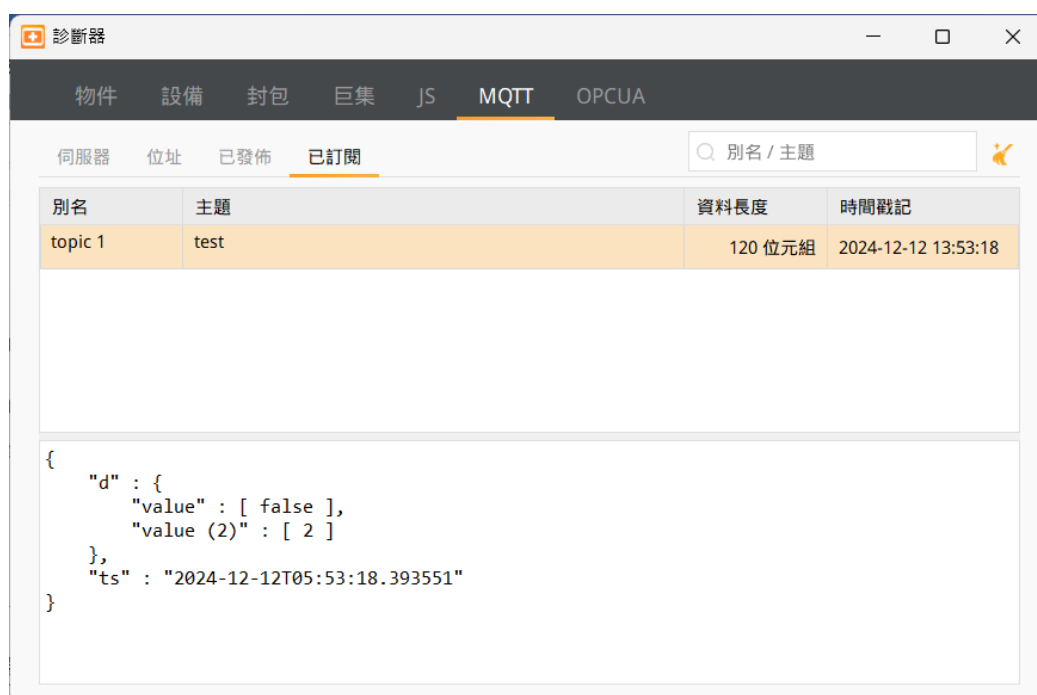 診斷器
物件 設備 封包 巨集 JS MQTT OPCUA
伺服器 位址 已發佈 已訂閱 別名 / 主題
別名 主題 資料長度 時間戳記
topic 1 test 120 位元組 2024-12-12 13:53:18
{
    "d" : {
        "value" : [ false ],
        "value (2)" : [ 2 ]
    },
    "ts" : "2024-12-12T05:53:18.393551"
}